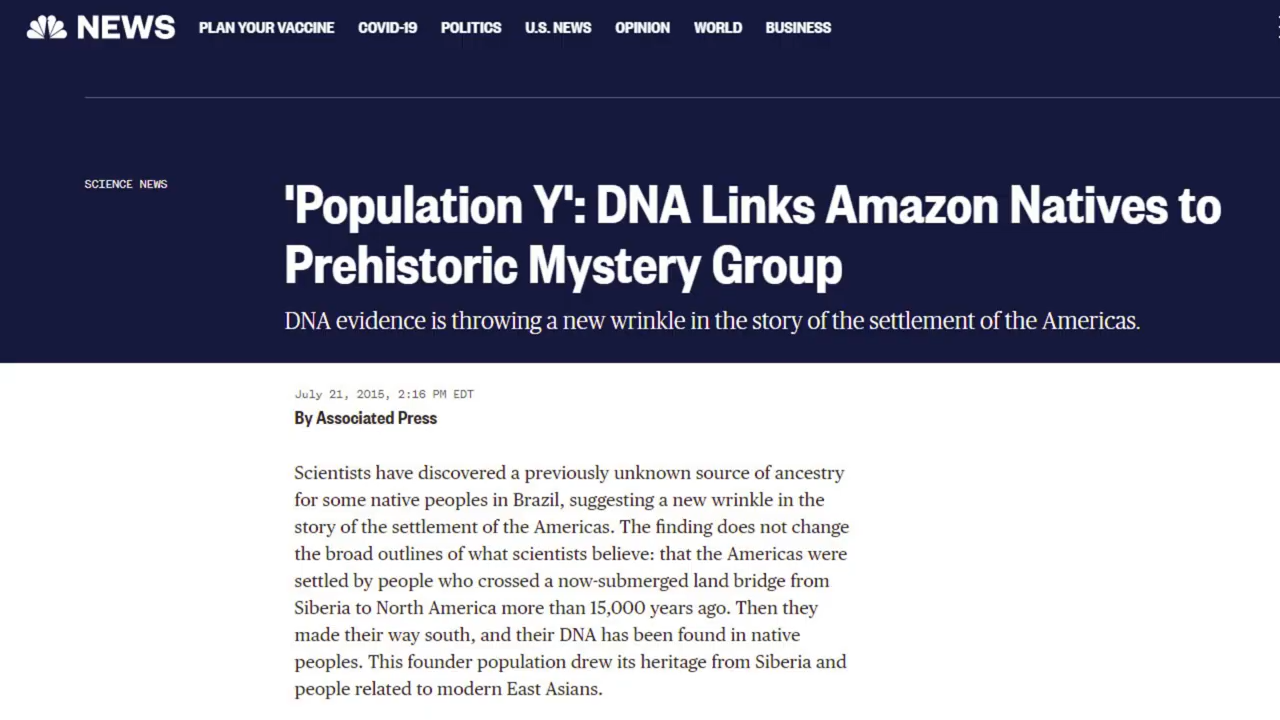 NEWS PLAN YOUR VACCINE COVID-19 POLITICS U.S. NEWS OPINION WORLD BUSINESS
SCIENCE NEWS
'Population Y': DNA Links Amazon Natives to
Prehistoric Mystery Group
DNA evidence is throwing a new wrinkle in the story of the settlement of the Americas.
July 21, 2015, 2:16 PM EDT
By Associated Press
Scientists have discovered a previously unknown source of ancestry
for some native peoples in Brazil, suggesting a new wrinkle in the
story of the settlement of the Americas. The finding does not change
the broad outlines of what scientists believe: that the Americas were
settled by people who crossed a now-submerged land bridge from
Siberia to North America more than 15,000 years ago. Then they
made their way south, and their DNA has been found in native
peoples. This founder population drew its heritage from Siberia and
people related to modern East Asians.